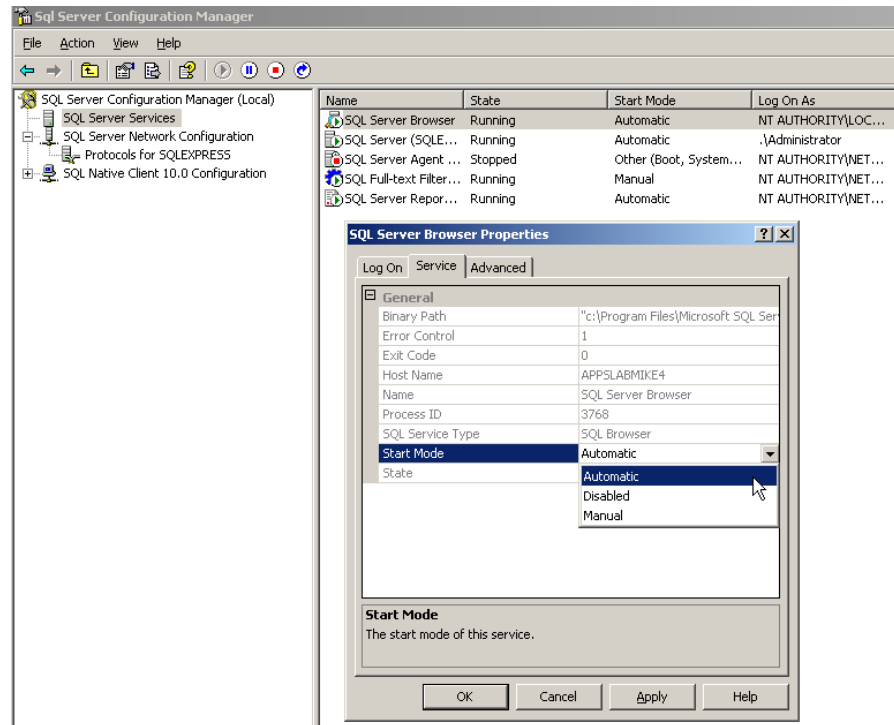 Sql Server Configuration Manager
File Action View Help
SQL Server Configuration Manager (Local)
SQL Server Services
SQL Server Network Configuration
Protocols for SQLEXPRESS
SQL Native Client 10.0 Configuration
Name State Start Mode Log On As
SQL Server Browser Running Automatic NT AUTHORITY\LOC...
SQL Server (SQLE... Running Automatic .\Administrator
SQL Server Agent ... Stopped Other (Boot, System... NT AUTHORITY\NET...
SQL Full-text Filter... Running Manual NT AUTHORITY\NET...
SQL Server Repor... Running Automatic NT AUTHORITY\NET...
SQL Server Browser Properties
Log On Service Advanced
General
Binary Path "c:\Program Files\Microsoft SQL Ser
Error Control 1
Exit Code 0
Host Name APPSLABMIKE4
Name SQL Server Browser
Process ID 3768
SQL Service Type SQL Browser
Start Mode Automatic
State
Automatic
Disabled
Manual
Start Mode
The start mode of this service.
OK Cancel Apply Help